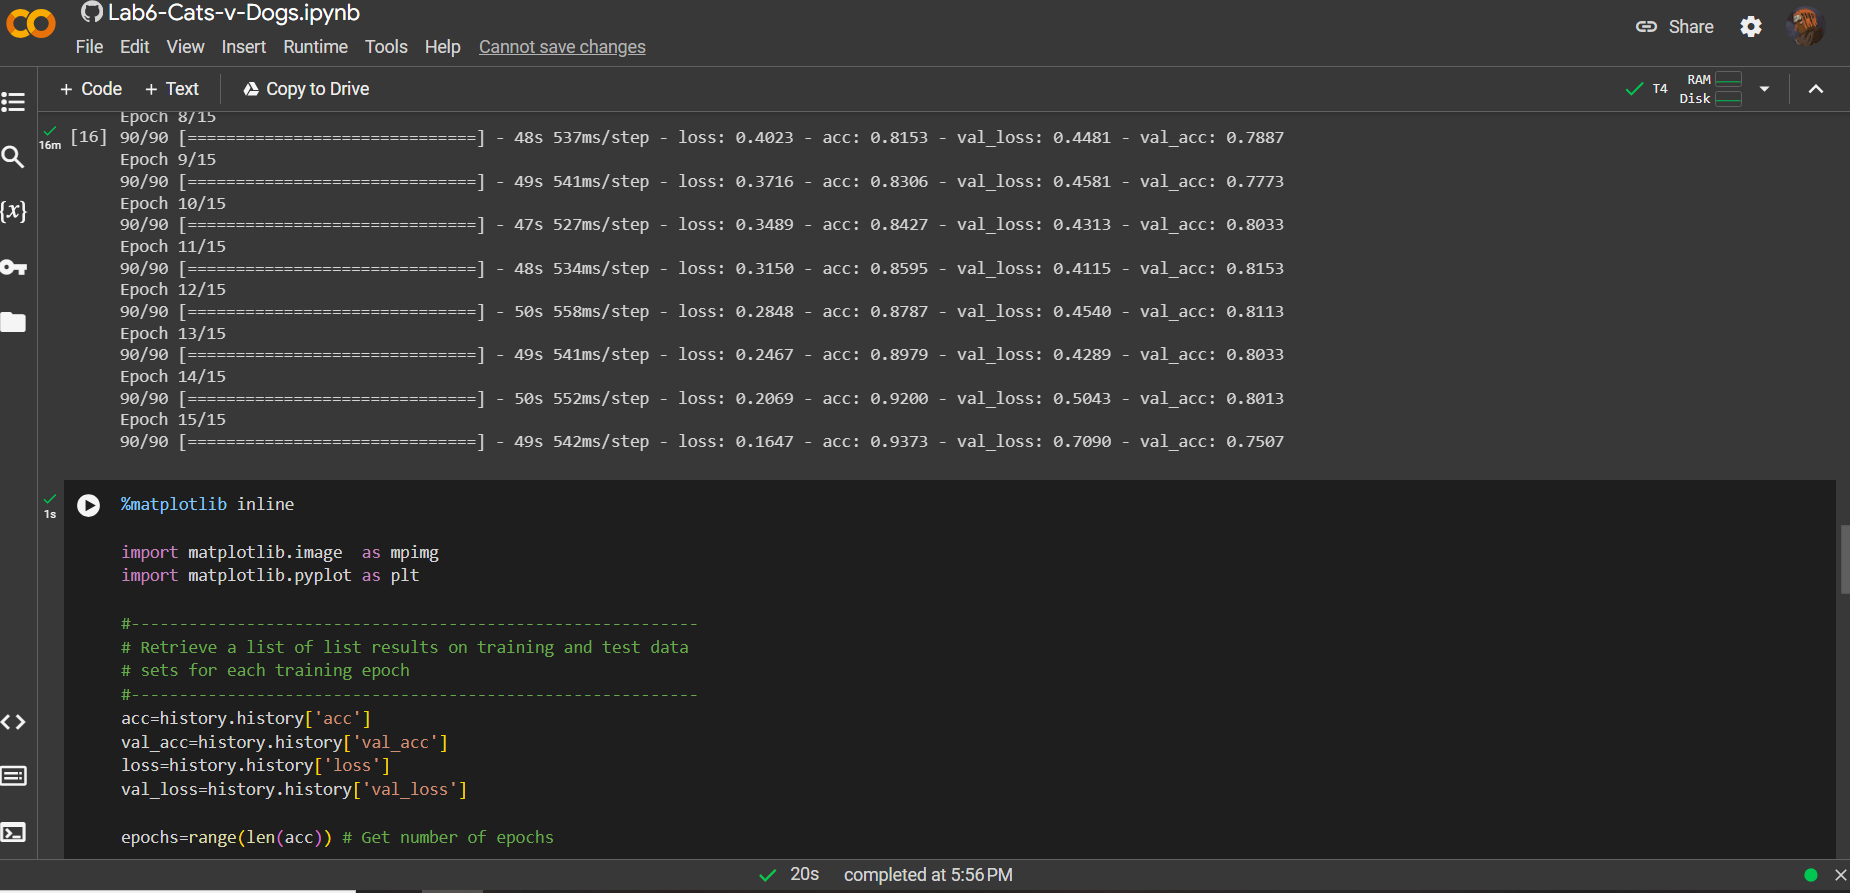 Lab6-Cats-v-Dogs.ipynb
File Edit View Insert Runtime Tools Help Cannot save changes
Share
+ Code + Text Copy to Drive
T4 RAM
Disk
Epoch 8/15
16m [16] 90/90 [==============================] - 48s 537ms/step - loss: 0.4023 - acc: 0.8153 - val_loss: 0.4481 - val_acc: 0.7887
Epoch 9/15
90/90 [==============================] - 49s 541ms/step - loss: 0.3716 - acc: 0.8306 - val_loss: 0.4581 - val_acc: 0.7773
Epoch 10/15
90/90 [==============================] - 47s 527ms/step - loss: 0.3489 - acc: 0.8427 - val_loss: 0.4313 - val_acc: 0.8033
Epoch 11/15
90/90 [==============================] - 48s 534ms/step - loss: 0.3150 - acc: 0.8595 - val_loss: 0.4115 - val_acc: 0.8153
Epoch 12/15
90/90 [==============================] - 50s 558ms/step - loss: 0.2848 - acc: 0.8787 - val_loss: 0.4540 - val_acc: 0.8113
Epoch 13/15
90/90 [==============================] - 49s 541ms/step - loss: 0.2467 - acc: 0.8979 - val_loss: 0.4289 - val_acc: 0.8033
Epoch 14/15
90/90 [==============================] - 50s 552ms/step - loss: 0.2069 - acc: 0.9200 - val_loss: 0.5043 - val_acc: 0.8013
Epoch 15/15
90/90 [==============================] - 49s 542ms/step - loss: 0.1647 - acc: 0.9373 - val_loss: 0.7090 - val_acc: 0.7507
1s
%matplotlib inline
import matplotlib.image  as mpimg
import matplotlib.pyplot as plt
#-----------------------------------------------------------
# Retrieve a list of list results on training and test data
# sets for each training epoch
#-----------------------------------------------------------
acc=history.history['acc']
val_acc=history.history['val_acc']
loss=history.history['loss']
val_loss=history.history['val_loss']
epochs=range(len(acc)) # Get number of epochs
20s completed at 5:56 PM